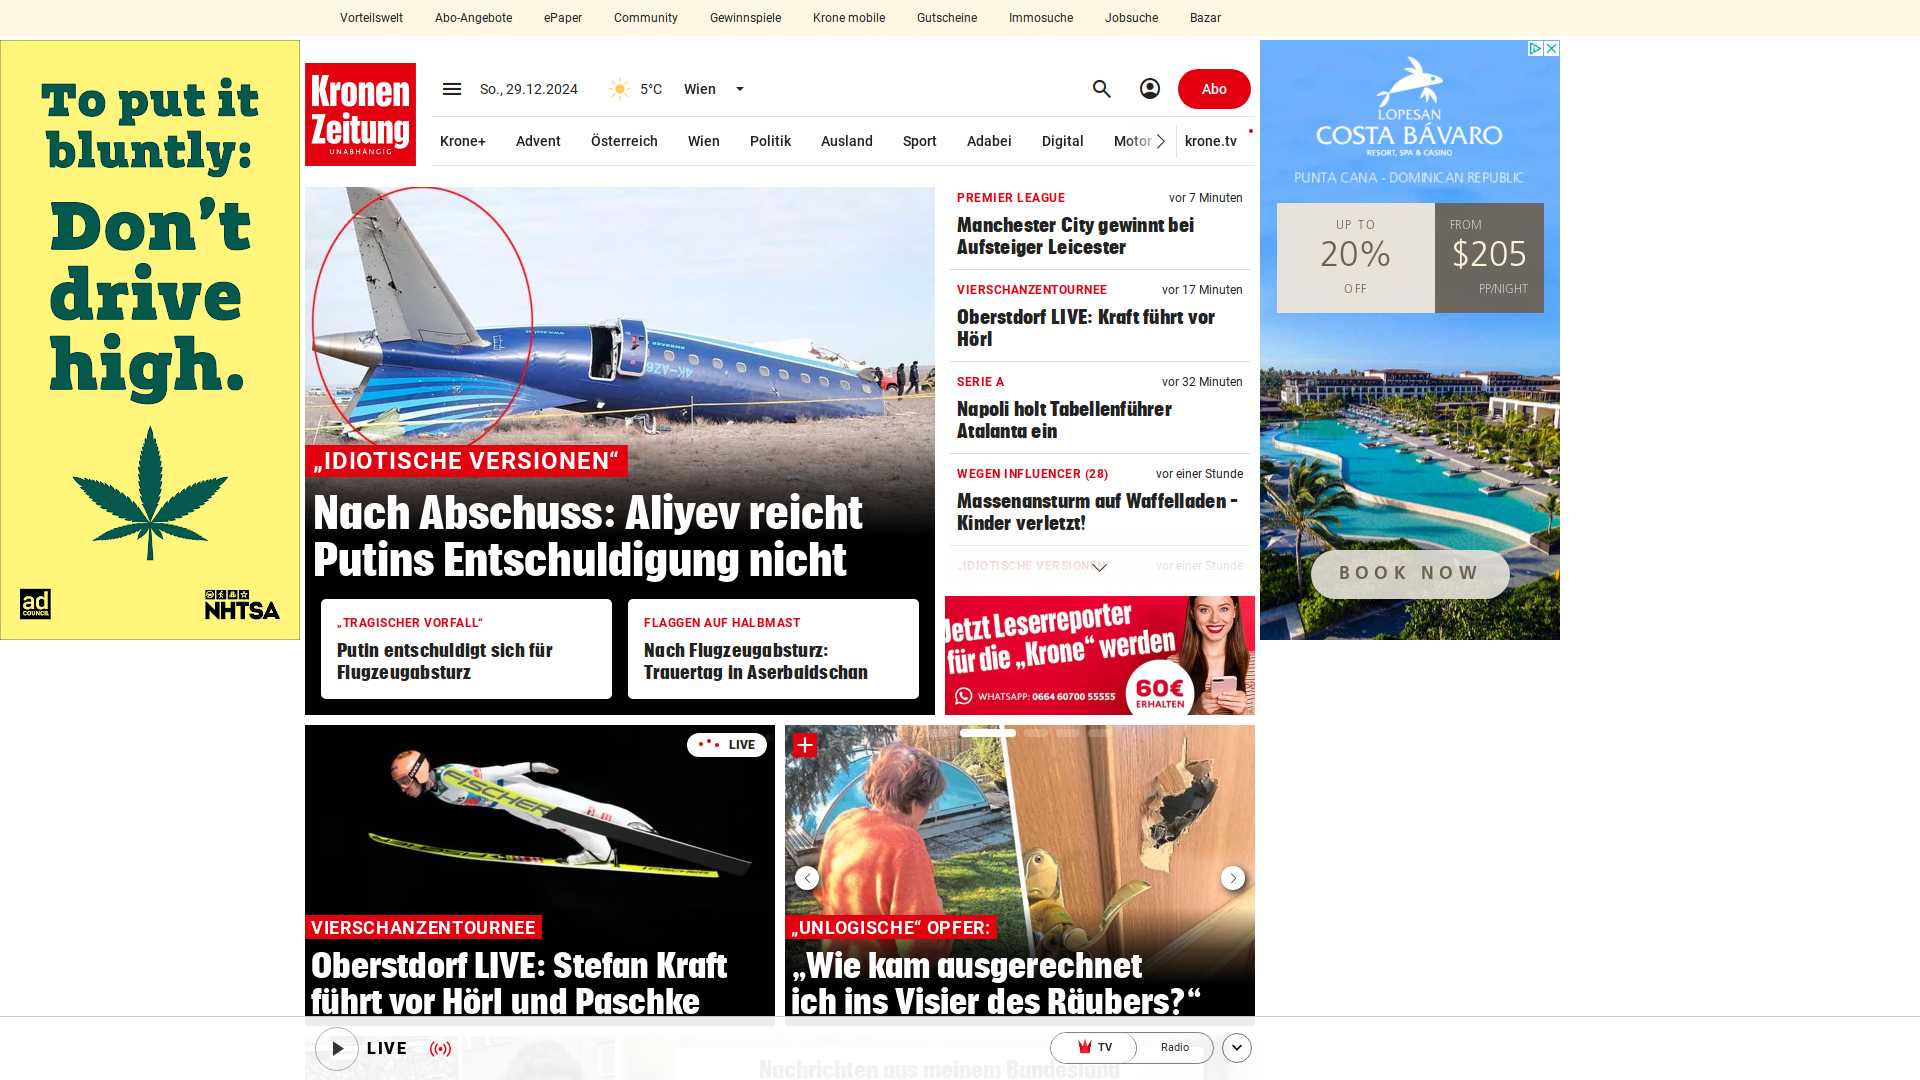 Vorteilswelt
Abo-Angebote
ePaper
Community
Gewinnspiele
Krone mobile
Gutscheine
Immosuche
Jobsuche
Bazar
To put it
bluntly:
Don't
drive
high.
ad
COUNCIL
NHTSA
Kronen
Zeitung
UNABHÄNGIG
So., 29.12.2024
5°C
Wien
Abo
Krone+
Advent
Österreich
Wien
Politik
Ausland
Sport
Adabei
Digital
Motor
krone.tv
„IDIOTISCHE VERSIONEN“
Nach Abschuss: Aliyev reicht
Putins Entschuldigung nicht
„TRAGISCHER VORFALL“
Putin entschuldigt sich für
Flugzeugabsturz
FLAGGEN AUF HALBMAST
Nach Flugzeugabsturz:
Trauertag in Aserbaidschan
PREMIER LEAGUE
vor 7 Minuten
Manchester City gewinnt bei
Aufsteiger Leicester
VIERSCHANZENTOURNEE
vor 17 Minuten
Oberstdorf LIVE: Kraft führt vor
Hörl
SERIE A
vor 32 Minuten
Napoli holt Tabellenführer
Atalanta ein
WEGEN INFLUENCER (28)
vor einer Stunde
Massenansturm auf Waffelladen –
Kinder verletzt!
„IDIOTISCHE VERSIONEN
vor einer Stunde
Jetzt Leserreporter
für die „Krone“ werden
WHATSAPP: 0664 60700 55555
60€
ERHALTEN
LOPESAN
COSTA BÁVARO
RESORT, SPA & CASINO
PUNTA CANA - DOMINICAN REPUBLIC
UP TO
20%
OFF
FROM
$205
PP/NIGHT
BOOK NOW
LIVE
FISCHER
VIERSCHANZENTOURNEE
Oberstdorf LIVE: Stefan Kraft
führt vor Hörl und Paschke
„UNLOGISCHE“ OPFER:
„Wie kam ausgerechnet
ich ins Visier des Räubers?“
LIVE
TV
Radio
Nachrichten aus meinem Bundesland